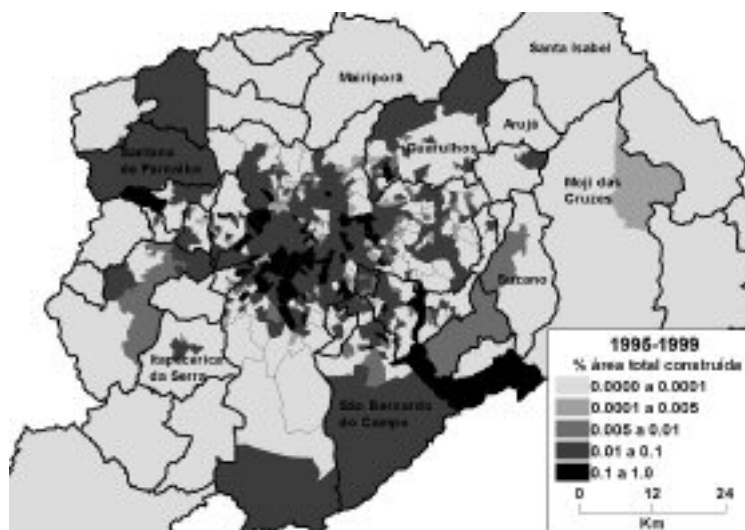 Santa Isabel
Mairiporã
Arujá
Guarulhos
Santana
do Parnaíba
Moji das
Cruzes
Suzano
Itapecerica
da Serra
São Bernardo
do Campo
1995-1999
% área total construída
0.0000 a 0.0001
0.0001 a 0.005
0.005 a 0.01
0.01 a 0.1
0.1 a 1.0
0 12 24
Km